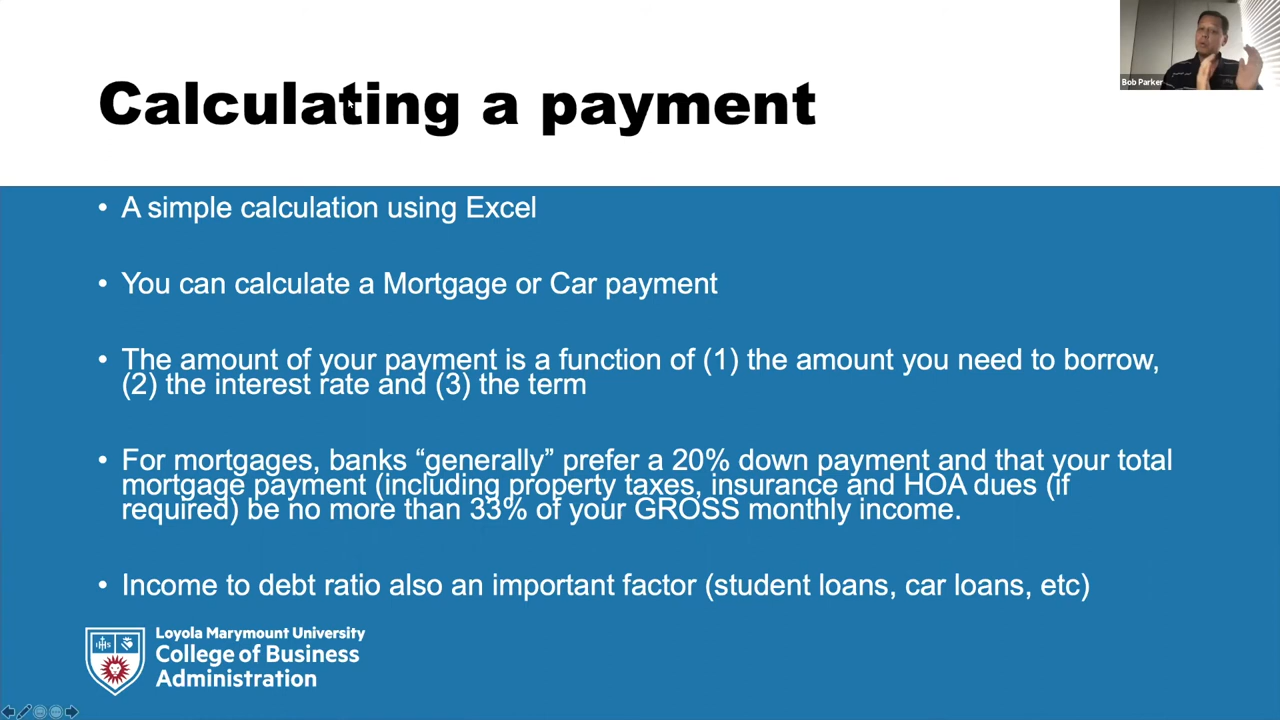 Calculating a payment
Bob Parker
• A simple calculation using Excel
• You can calculate a Mortgage or Car payment
• The amount of your payment is a function of (1) the amount you need to borrow,
(2) the interest rate and (3) the term
• For mortgages, banks “generally” prefer a 20% down payment and that your total
mortgage payment (including property taxes, insurance and HOA dues (if
required) be no more than 33% of your GROSS monthly income.
• Income to debt ratio also an important factor (student loans, car loans, etc)
Loyola Marymount University
College of Business
Administration